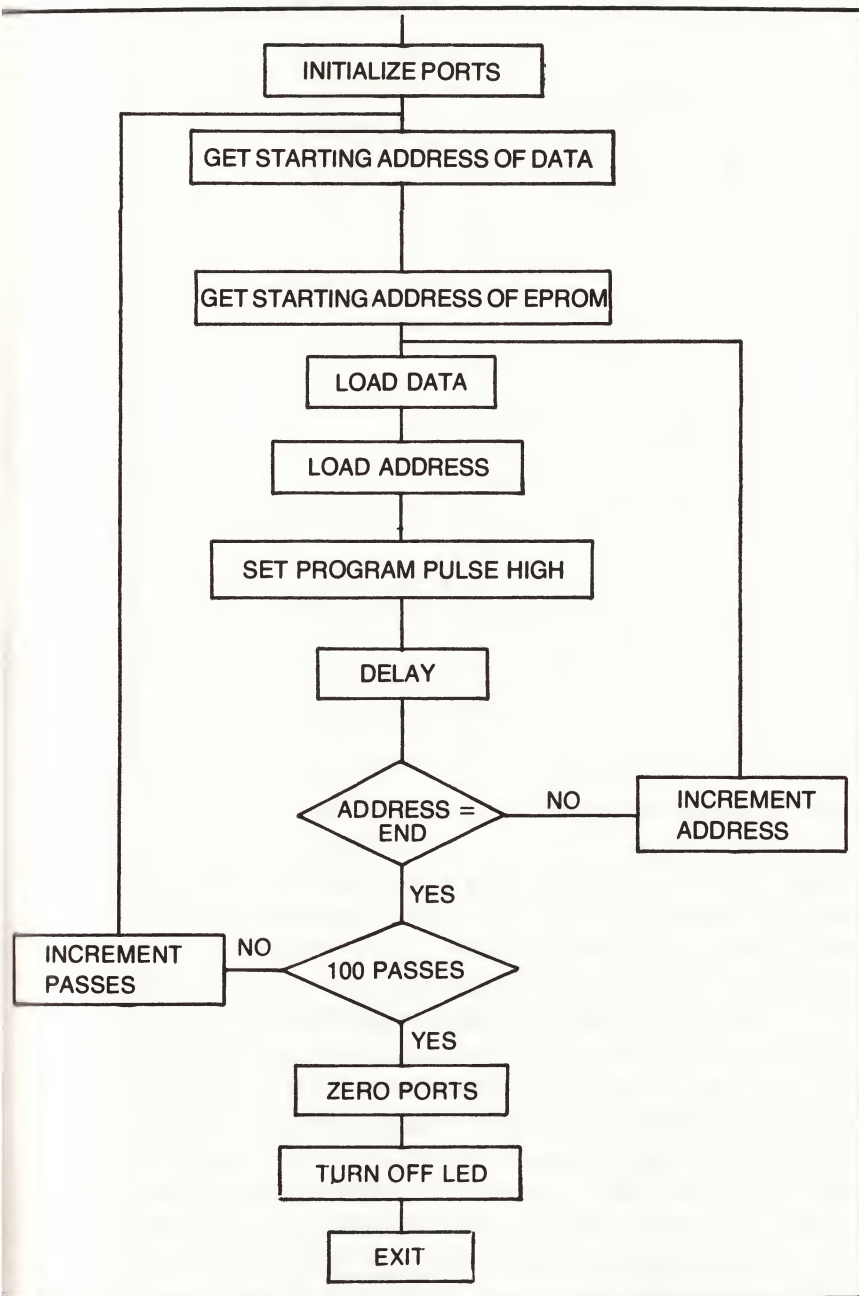 INITIALIZE PORTS
GET STARTING ADDRESS OF DATA
GET STARTING ADDRESS OF EPROM
LOAD DATA
LOAD ADDRESS
SET PROGRAM PULSE HIGH
DELAY
ADDRESS =
END
NO
INCREMENT
ADDRESS
YES
100 PASSES
NO
INCREMENT
PASSES
YES
ZERO PORTS
TURN OFF LED
EXIT